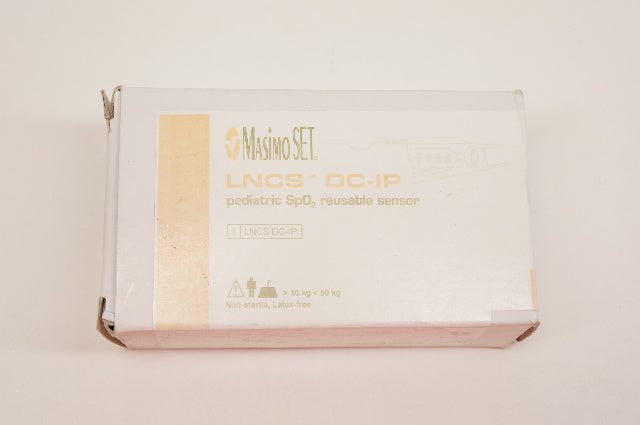 Masimo SET
LNCS™ DC-IP
pediatric SpO₂ reusable sensor
1 LNCS DC-IP
> 10 kg < 50 kg
Non-sterile, Latex-free